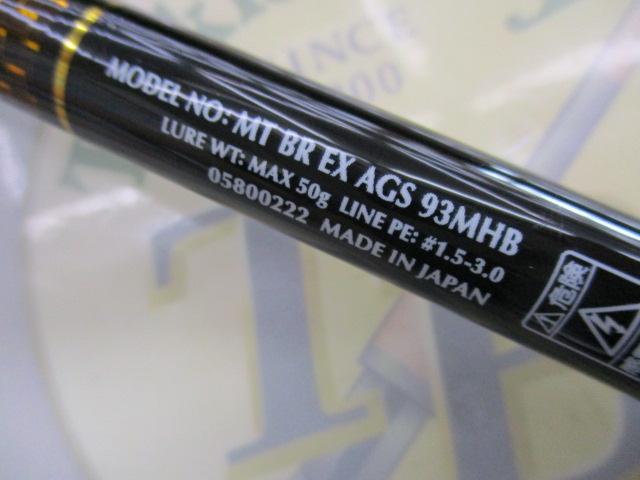 MODEL NO: MT BR EX AGS 93MHB
LURE WT: MAX 50g LINE PE: #1.5-3.0
05800222 MADE IN JAPAN
危険